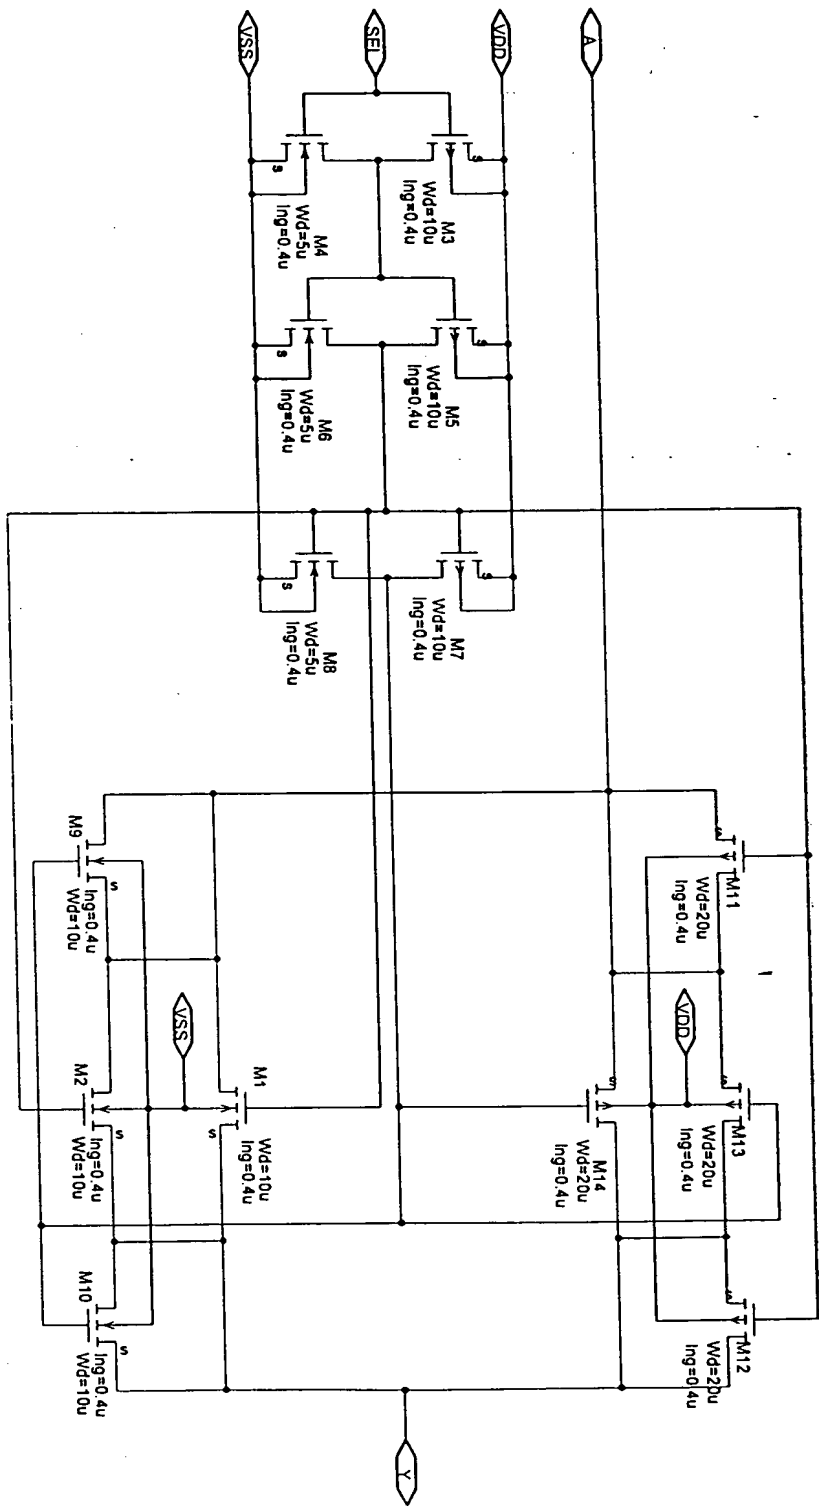 VSS
SEL
VDD
A
M3
Wd=10u
lng=0.4u
M4
Wd=5u
lng=0.4u
M5
Wd=10u
lng=0.4u
M6
Wd=5u
lng=0.4u
M7
Wd=10u
lng=0.4u
M8
Wd=5u
lng=0.4u
M11
Wd=20u
lng=0.4u
M13
Wd=20u
lng=0.4u
M12
Wd=20u
lng=0.4u
VDD
M14
Wd=20u
lng=0.4u
M1
Wd=10u
lng=0.4u
VSS
M9
lng=0.4u
Wd=10u
M2
lng=0.4u
Wd=10u
M10
lng=0.4u
Wd=10u
Y
s
s
s
s
s
s
s
s
s
s
s
s
s
s